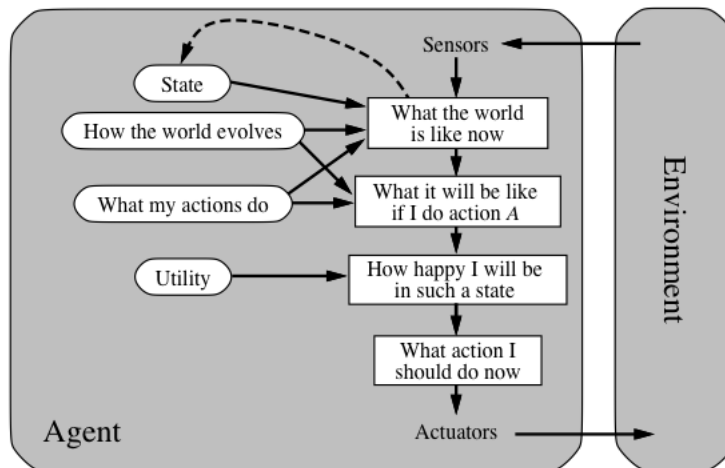 Sensors
State
What the world
is like now
How the world evolves
What my actions do
What it will be like
if I do action A
Utility
How happy I will be
in such a state
What action I
should do now
Agent
Actuators
Environment